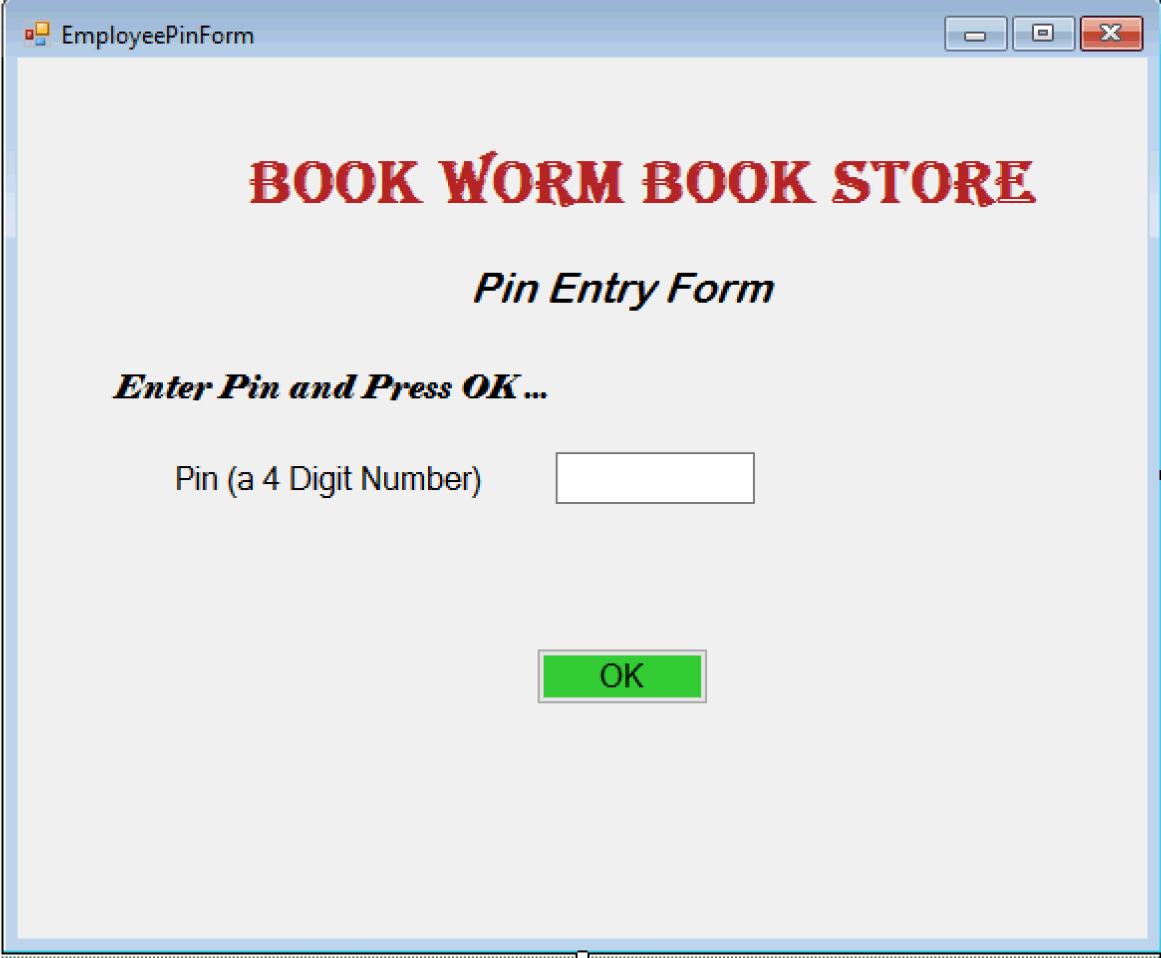 EmployeePinForm
BOOK WORM BOOK STORE
Pin Entry Form
Enter Pin and Press OK ...
Pin (a 4 Digit Number)
OK